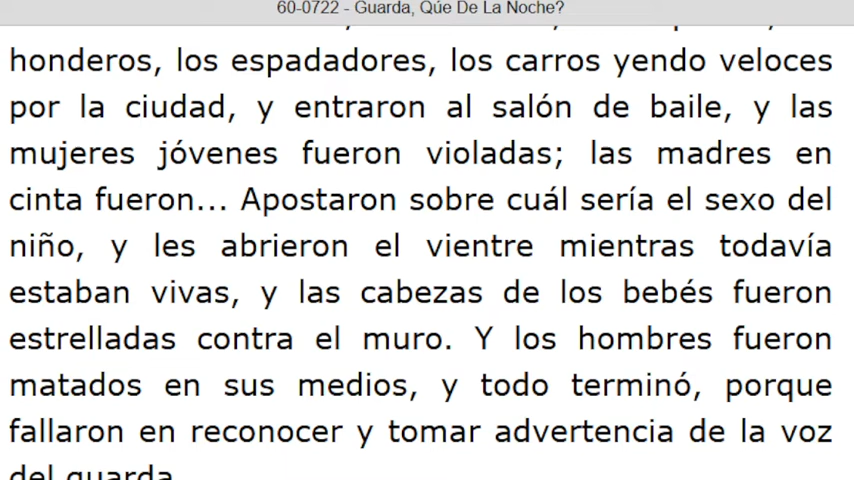 60-0722 - Guarda, Qúe De La Noche?
honderos, los espadadores, los carros yendo veloces
por la ciudad, y entraron al salón de baile, y las
mujeres jóvenes fueron violadas; las madres en
cinta fueron... Apostaron sobre cuál sería el sexo del
niño, y les abrieron el vientre mientras todavía
estaban vivas, y las cabezas de los bebés fueron
estrelladas contra el muro. Y los hombres fueron
matados en sus medios, y todo terminó, porque
fallaron en reconocer y tomar advertencia de la voz
del guarda.